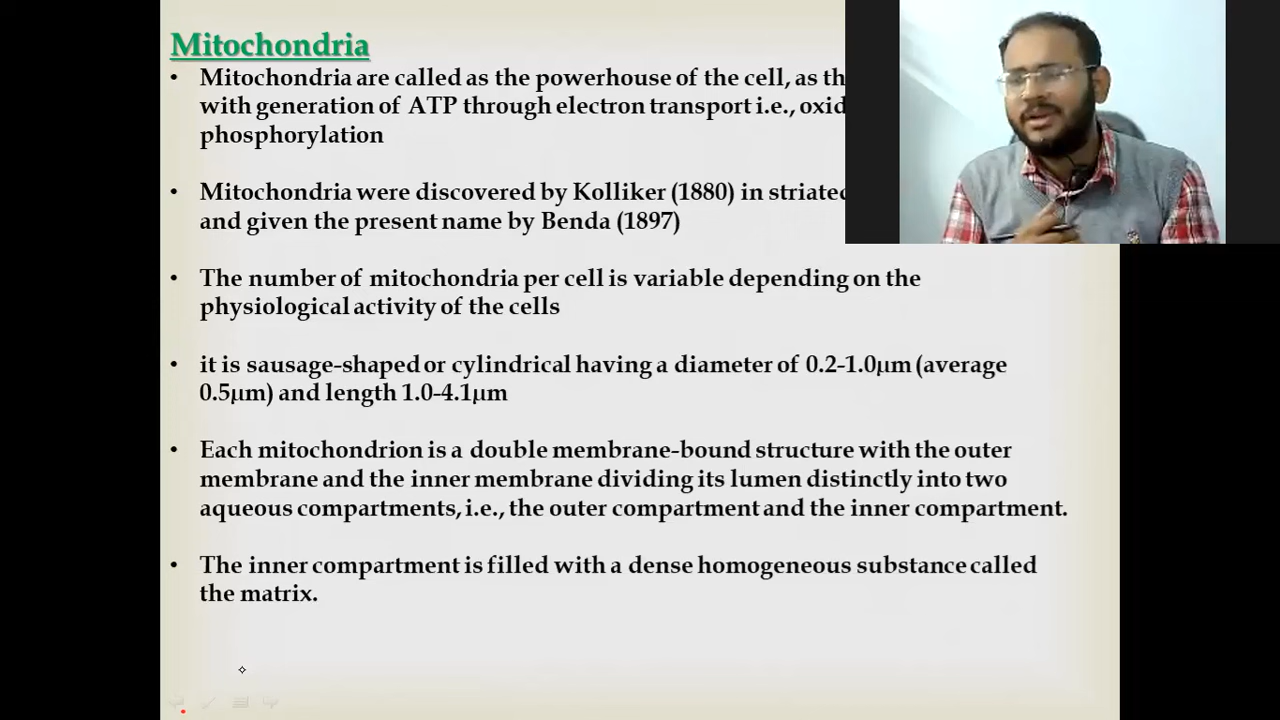 Mitochondria
• Mitochondria are called as the powerhouse of the cell, as
with generation of ATP through electron transport i.e.,
phosphorylation
• Mitochondria were discovered by Kolliker (1880) in
and given the present name by Benda (1897)
• The number of mitochondria per cell is variable depending on the
physiological activity of the cells
• it is sausage-shaped or cylindrical having a diameter of 0.2-1.0µm (average
0.5µm) and length 1.0-4.1µm
• Each mitochondrion is a double membrane-bound structure with the outer
membrane and the inner membrane dividing its lumen distinctly into two
aqueous compartments, i.e., the outer compartment and the inner compartment.
• The inner compartment is filled with a dense homogeneous substance called
the matrix.